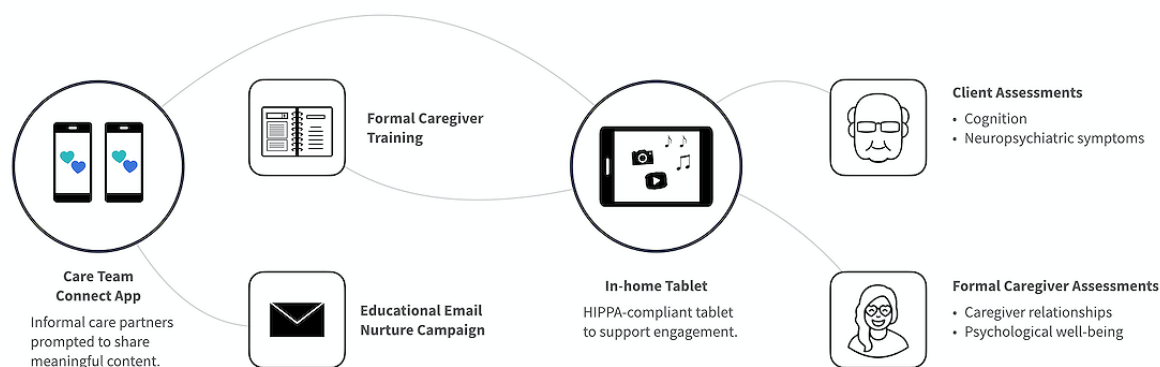 Formal Caregiver
Training
Client Assessments
• Cognition
• Neuropsychiatric symptoms
Care Team
Connect App
Informal care partners
prompted to share
meaningful content.
Educational Email
Nurture Campaign
In-home Tablet
HIPPA-compliant tablet
to support engagement.
Formal Caregiver Assessments
• Caregiver relationships
• Psychological well-being